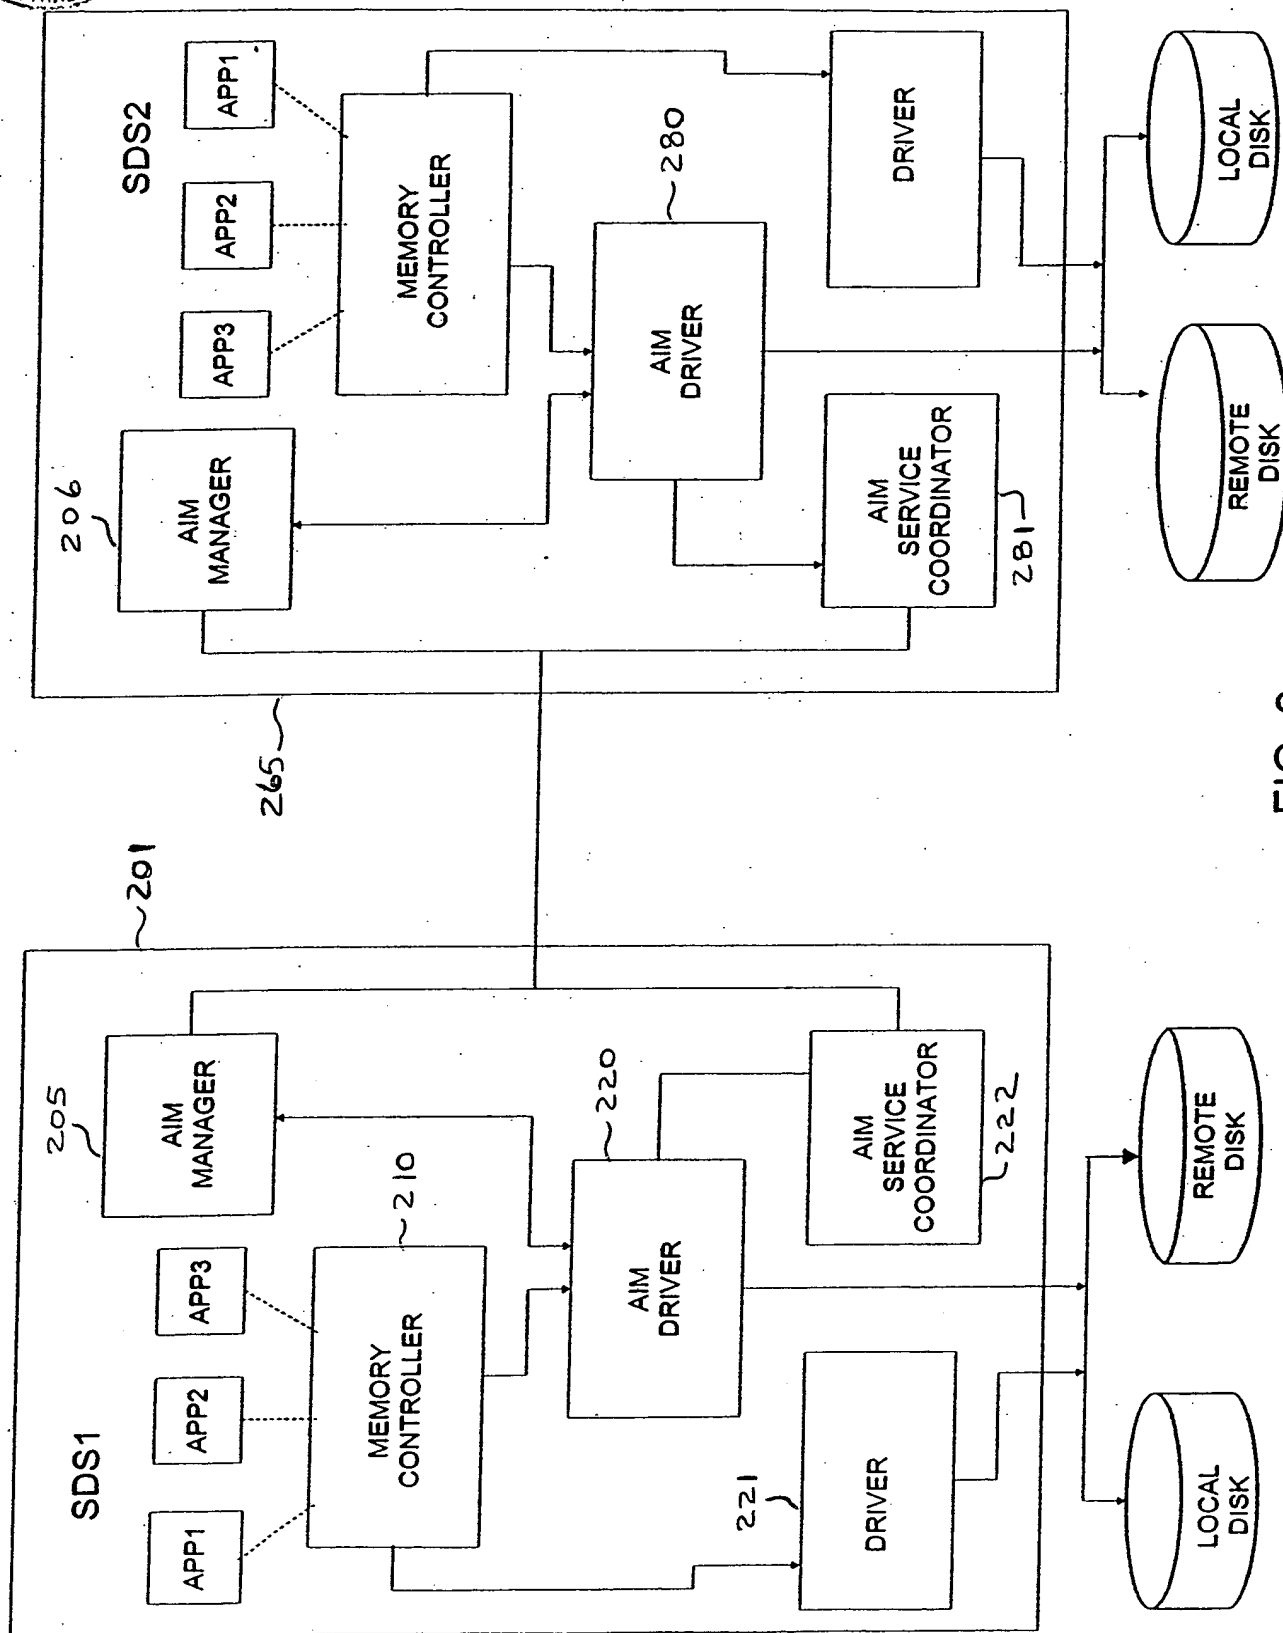 SDS1
201
205
APP1
APP2
APP3
AIM
MANAGER
210
MEMORY
CONTROLLER
220
AIM
DRIVER
221
DRIVER
AIM
SERVICE
COORDINATOR
222
LOCAL
DISK
REMOTE
DISK
SDS2
265
206
AIM
MANAGER
APP3
APP2
APP1
MEMORY
CONTROLLER
280
AIM
DRIVER
AIM
SERVICE
COORDINATOR
281
DRIVER
REMOTE
DISK
LOCAL
DISK
FIG.